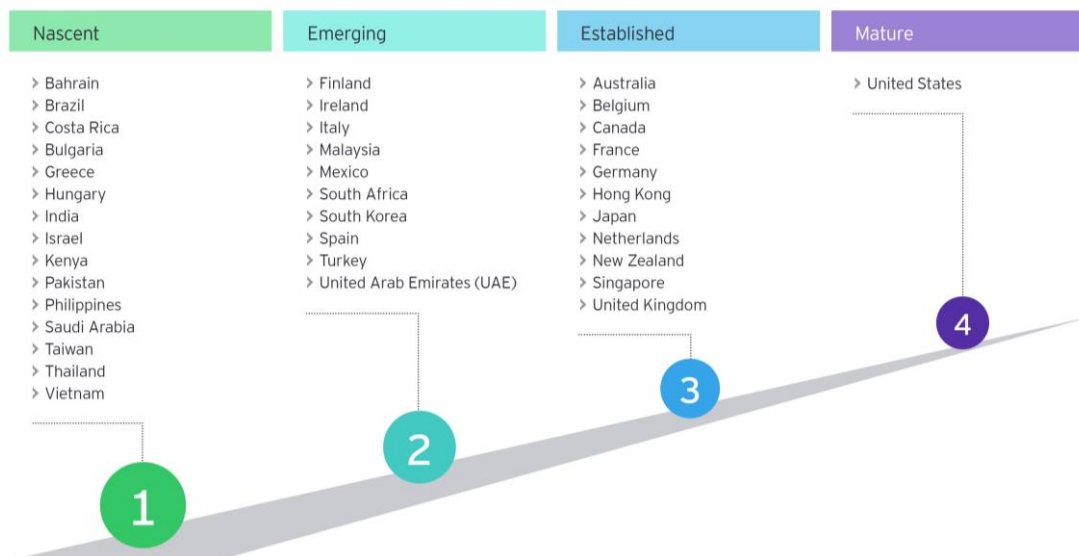 Nascent
> Bahrain
> Brazil
> Costa Rica
> Bulgaria
> Greece
> Hungary
> India
> Israel
> Kenya
> Pakistan
> Philippines
> Saudi Arabia
> Taiwan
> Thailand
> Vietnam
1
Emerging
> Finland
> Ireland
> Italy
> Malaysia
> Mexico
> South Africa
> South Korea
> Spain
> Turkey
> United Arab Emirates (UAE)
2
Established
> Australia
> Belgium
> Canada
> France
> Germany
> Hong Kong
> Japan
> Netherlands
> New Zealand
> Singapore
> United Kingdom
3
Mature
> United States
4